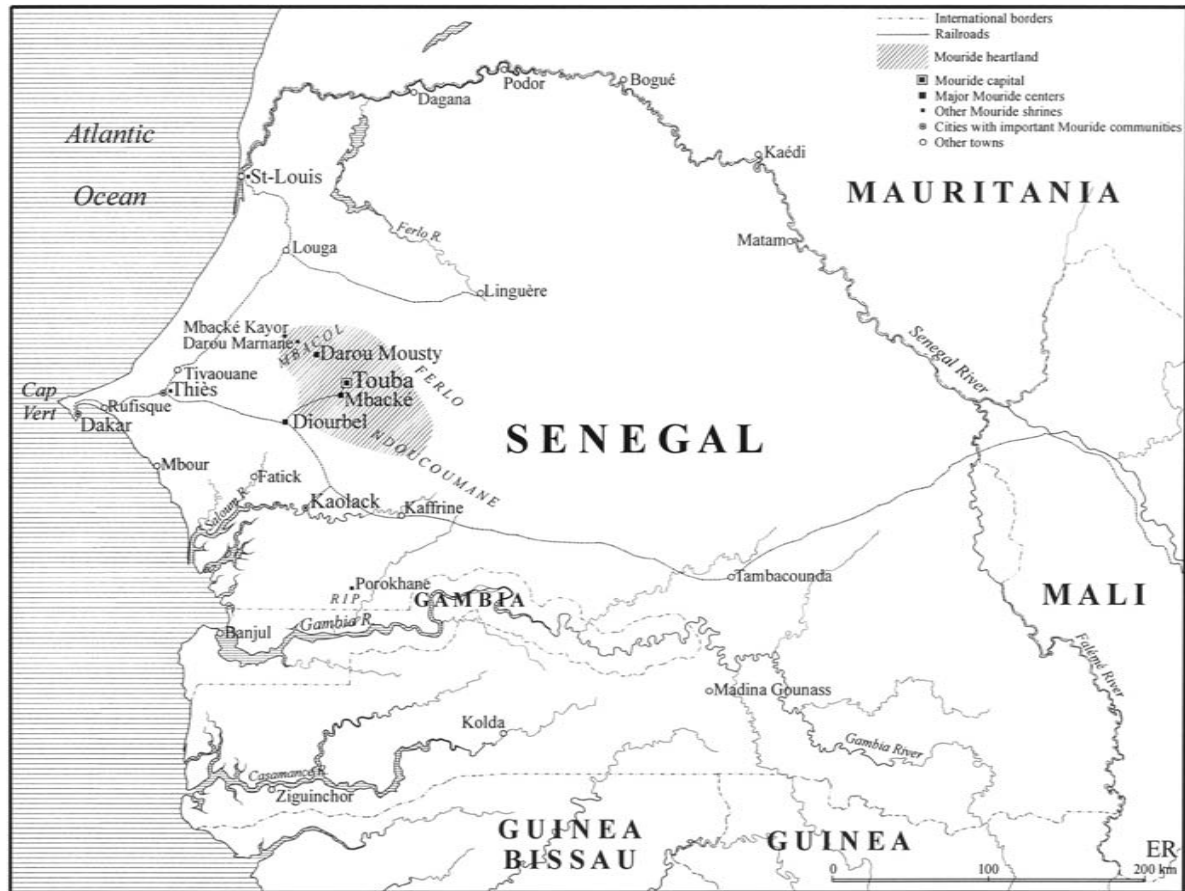 International borders
Railroads
Mouride heartland
Mouride capital
Major Mouride centers
Other Mouride shrines
Cities with important Mouride communities
Other towns
Atlantic
Ocean
Podor
Bogué
Dagana
Kaédi
MAURITANIA
St-Louis
Ferlo R.
Matam
Louga
Linguère
Senegal River
Mbacké Kayor
Darou Marnane
MBACOL
Darou Mousty
Tivaouane
Touba
FERLO
Cap
Vert
Thiès
Mbacké
Rufisque
Dakar
Diourbel
NDOUCOUMANE
SENEGAL
Mbour
Fatick
Saloum R.
Kaolack
Kaffrine
Tambacounda
Porokhane
RIP
GAMBIA
MALI
Banjul
Gambia R.
Falémé River
Madina Gounass
Kolda
Gambia River
Casamance R.
Ziguinchor
GUINEA
BISSAU
GUINEA
ER
0 100 200 km